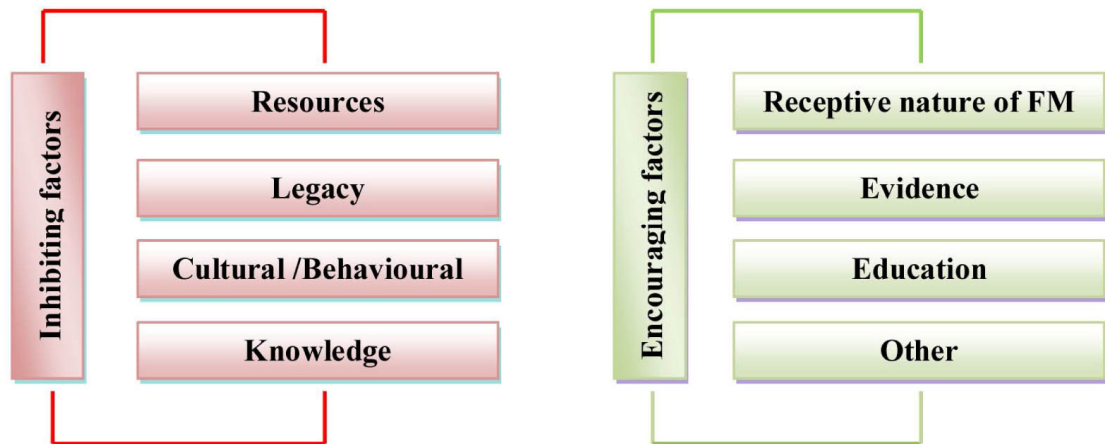 Inhibiting factors
Resources
Legacy
Cultural /Behavioural
Knowledge
Encouraging factors
Receptive nature of FM
Evidence
Education
Other